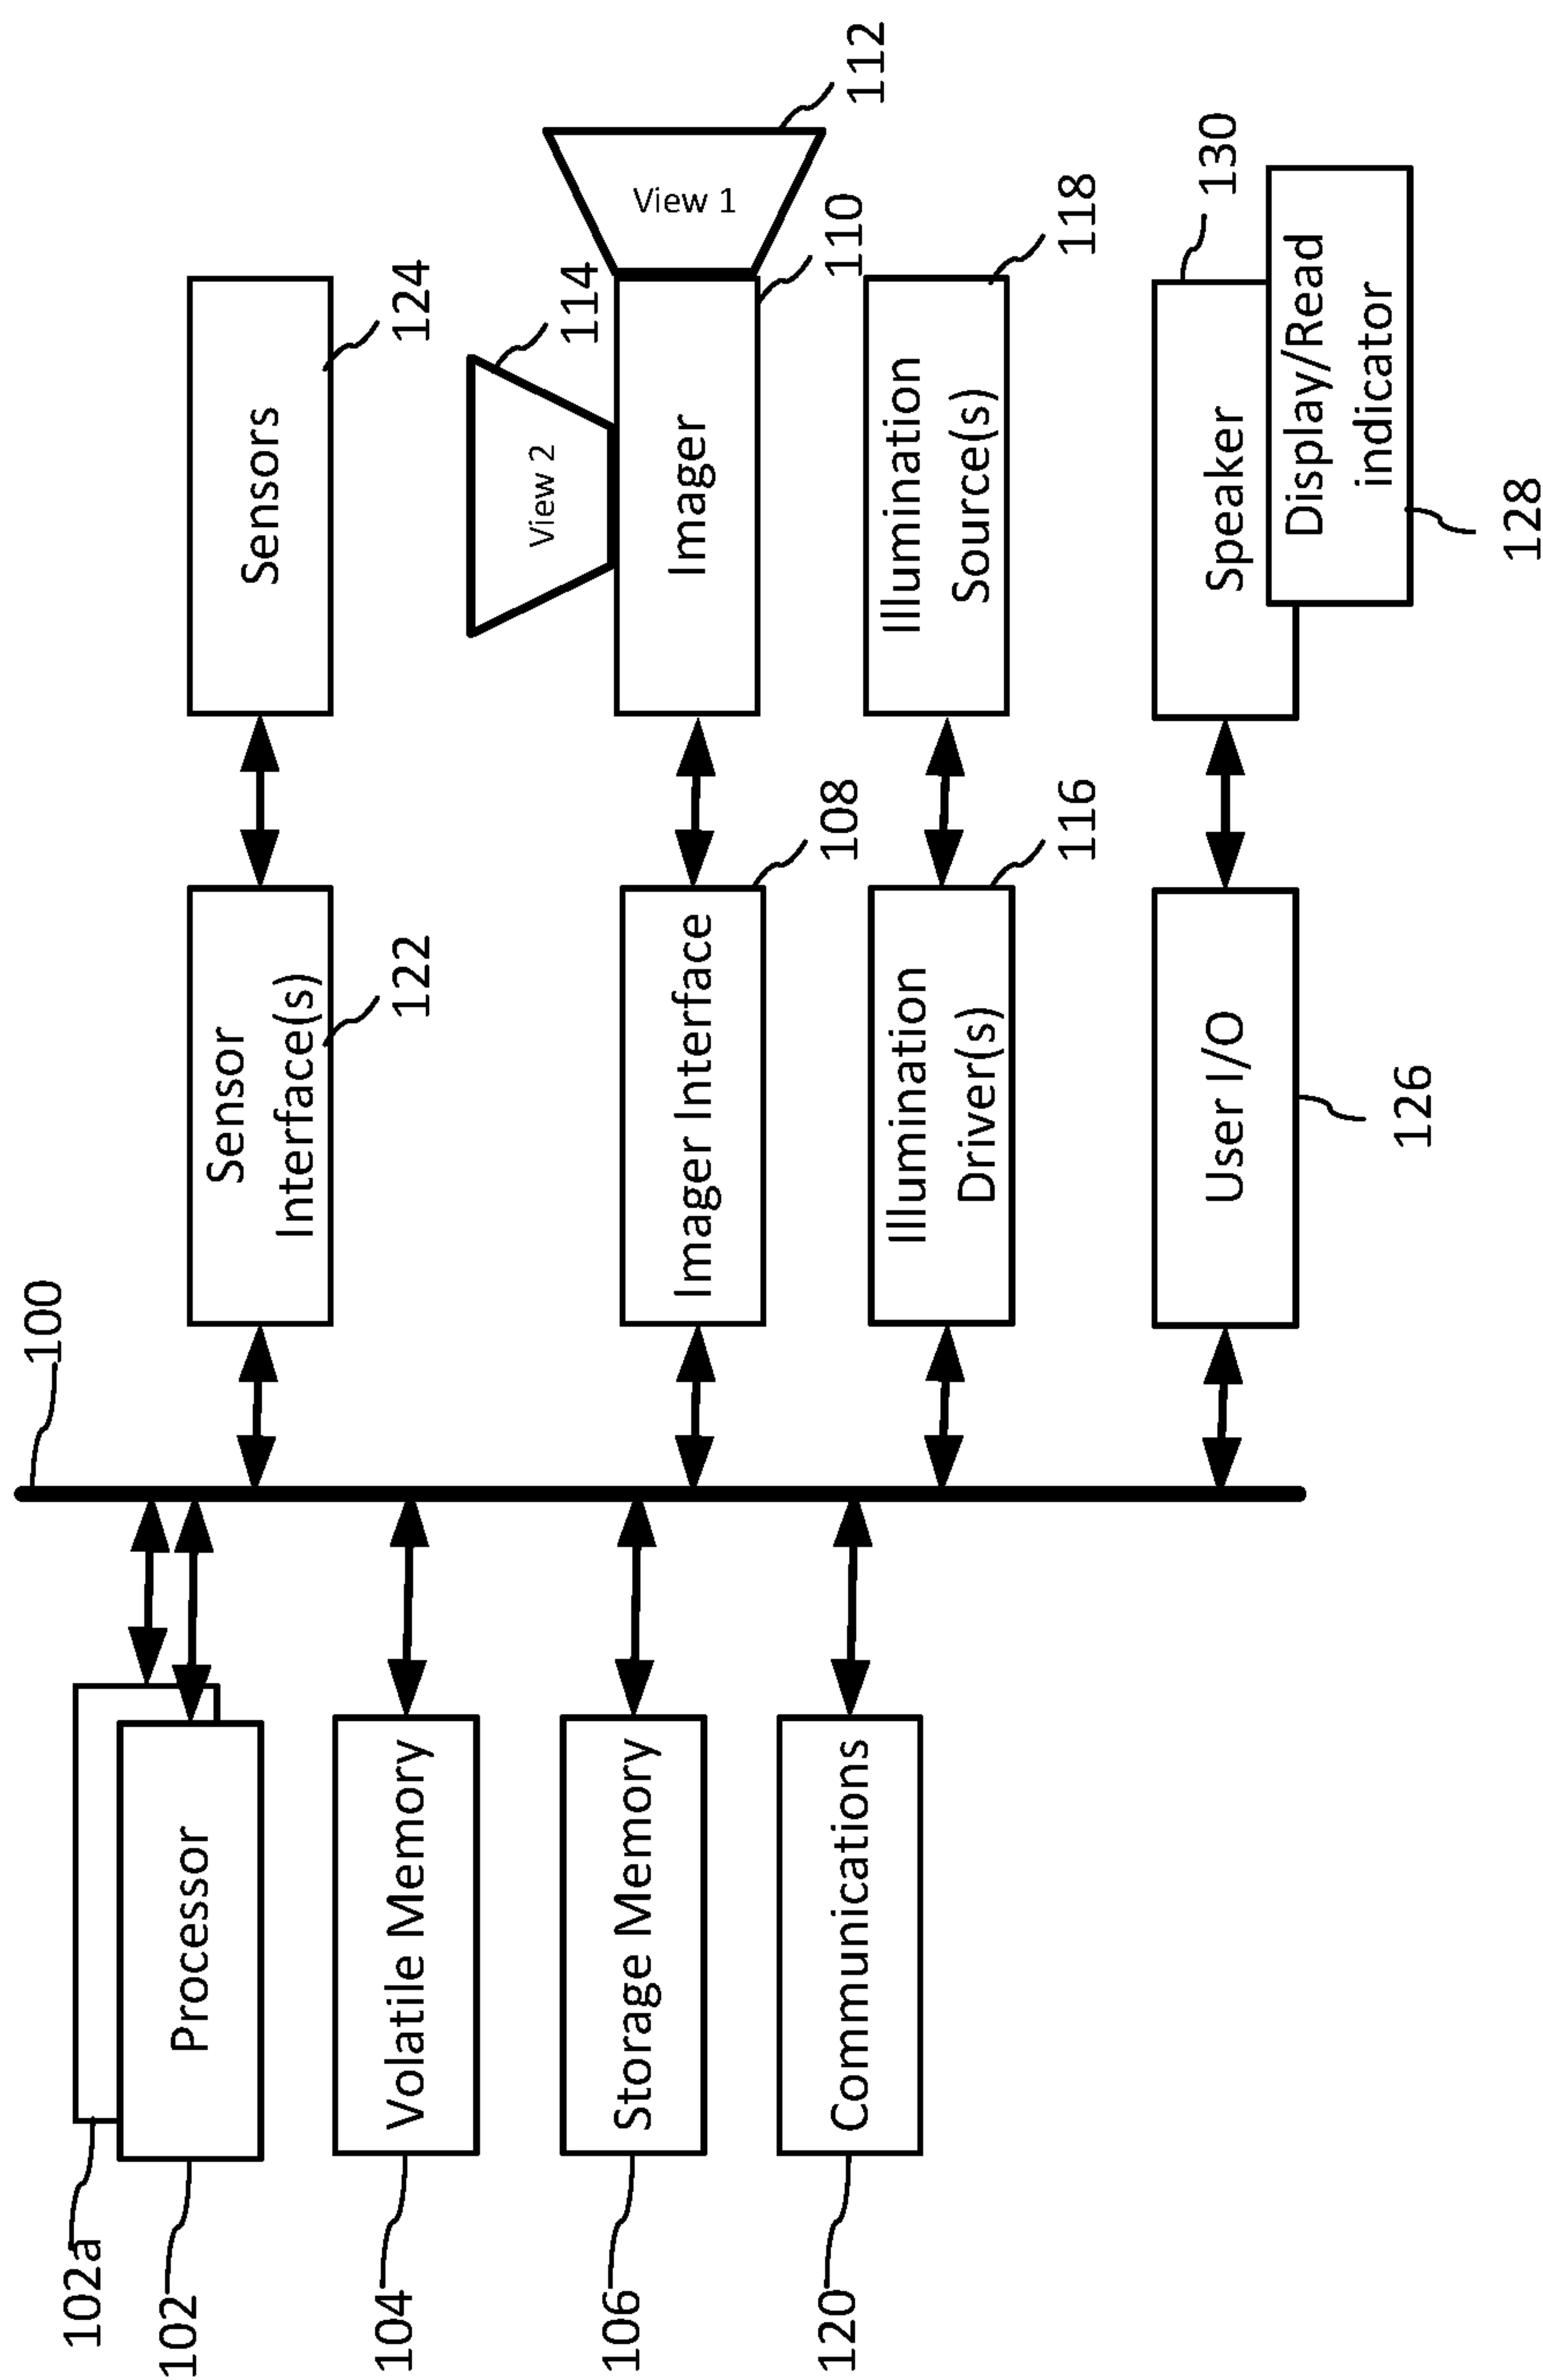 100
102a
102
Processor
104
Volatile Memory
106
Storage Memory
120
Communications
Sensor
Interface(s)
122
Sensors
124
Imager Interface
108
Imager
110
View 2
114
View 1
112
Illumination
Driver(s)
116
Illumination
Source(s)
118
User I/O
126
Speaker
130
Display/Read
indicator
128